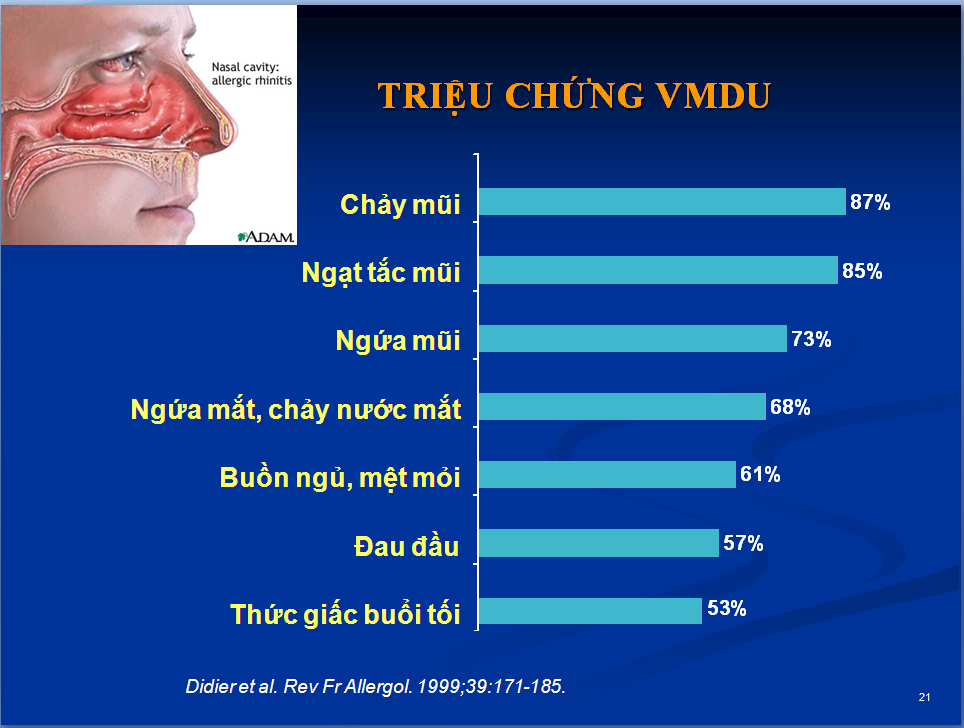 Nasal cavity:
allergic rhinitis
ADAM.
TRIỆU CHỨNG VMDU
Chảy mũi 87%
Ngạt tắc mũi 85%
Ngứa mũi 73%
Ngứa mắt, chảy nước mắt 68%
Buồn ngủ, mệt mỏi 61%
Đau đầu 57%
Thức giấc buổi tối 53%
Didier et al. Rev Fr Allergol. 1999;39:171-185.
21